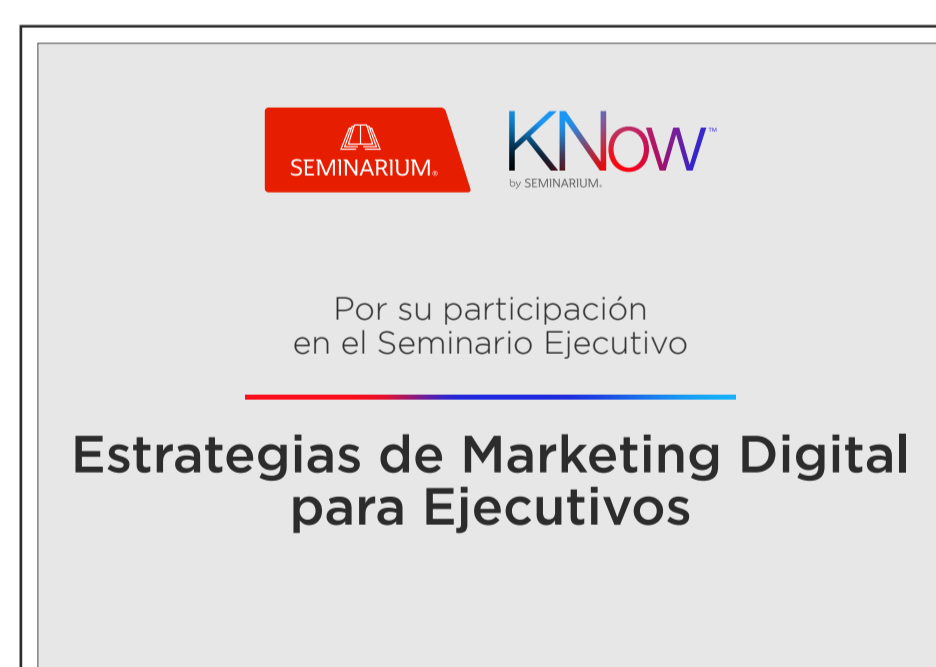 SEMINARIUM®
KNow™
by SEMINARIUM®
Por su participación
en el Seminario Ejecutivo
Estrategias de Marketing Digital
para Ejecutivos